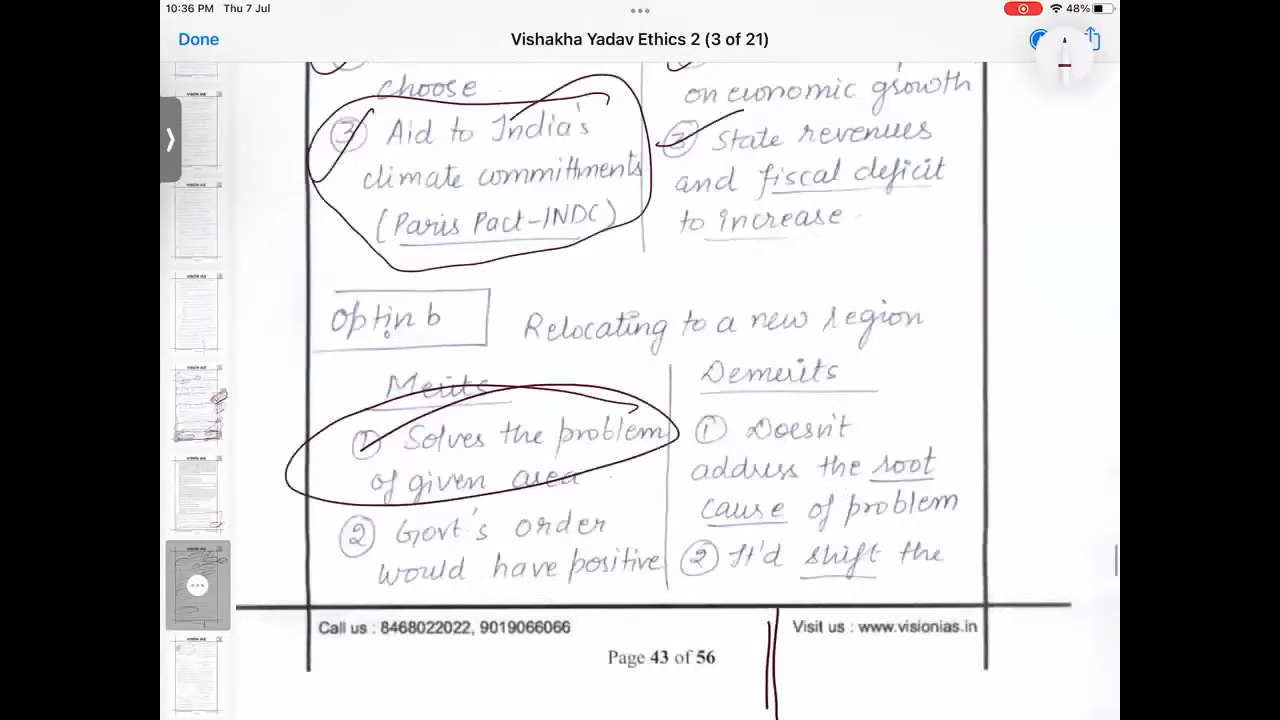 10:36 PM Thu 7 Jul
48%
Done
Vishakha Yadav Ethics 2 (3 of 21)
choose
③ Aid to India's
climate committments
(Paris Pact-INDC)
on economic growth
③ State revenues
and fiscal deficit
to increase.
Optin b
Relocating to a new region
Merits
① Solves the problem
of given area.
② Govt's order
would have positive
Demerits
① Doesn't
address the root
cause of problem
② It'd shift the
Call us : 8468022022, 9019066066
Visit us : www.visionias.in
Page 43 of 56